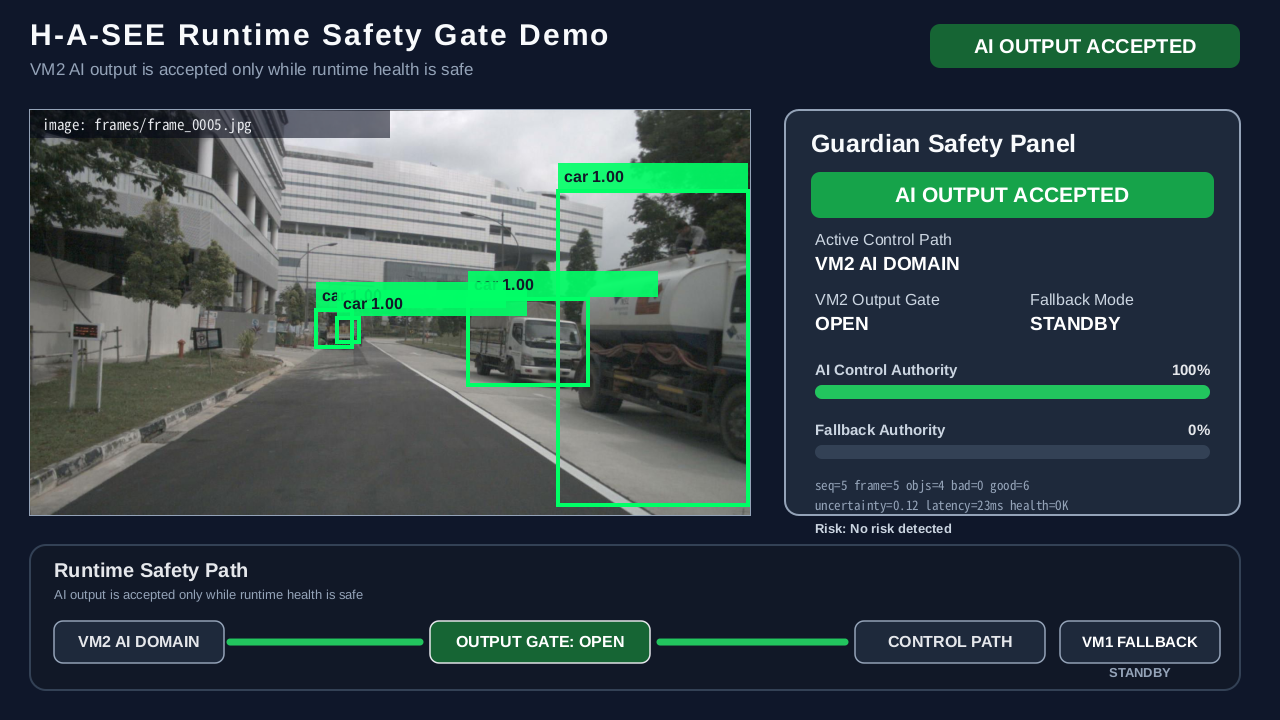 H-A-SEE Runtime Safety Gate Demo
VM2 AI output is accepted only while runtime health is safe
AI OUTPUT ACCEPTED
image: frames/frame_0005.jpg
car 1.00
car 1.00
ca
car 1.00
Guardian Safety Panel
AI OUTPUT ACCEPTED
Active Control Path
VM2 AI DOMAIN
VM2 Output Gate
OPEN
Fallback Mode
STANDBY
AI Control Authority 100%
Fallback Authority 0%
seq=5 frame=5 objs=4 bad=0 good=6
uncertainty=0.12 latency=23ms health=OK
Risk: No risk detected
Runtime Safety Path
AI output is accepted only while runtime health is safe
VM2 AI DOMAIN
OUTPUT GATE: OPEN
CONTROL PATH
VM1 FALLBACK
STANDBY